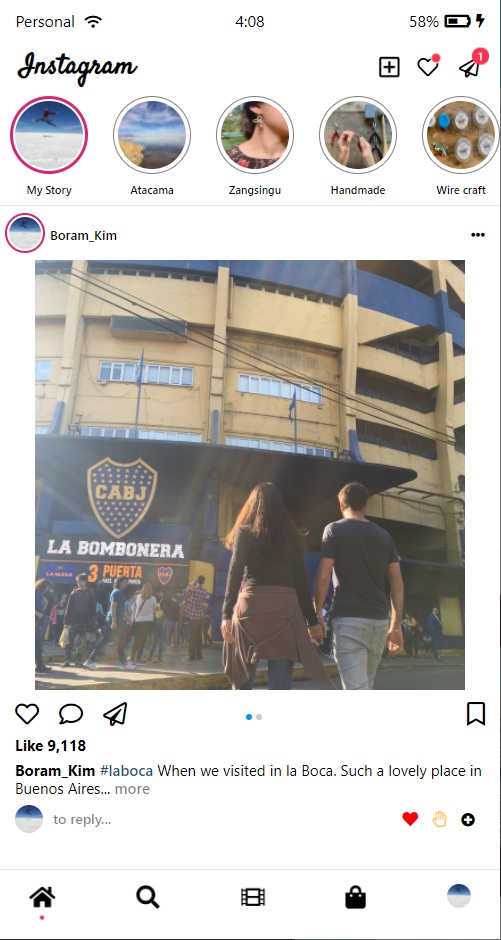 Personal 4:08 58%
Instagram 1
My Story Atacama Zangsingu Handmade Wire craft
Boram_Kim
CABJ
LA BOMBONERA
3 PUERTA
Like 9,118
Boram_Kim #laboca When we visited in la Boca. Such a lovely place in
Buenos Aires... more
to reply...